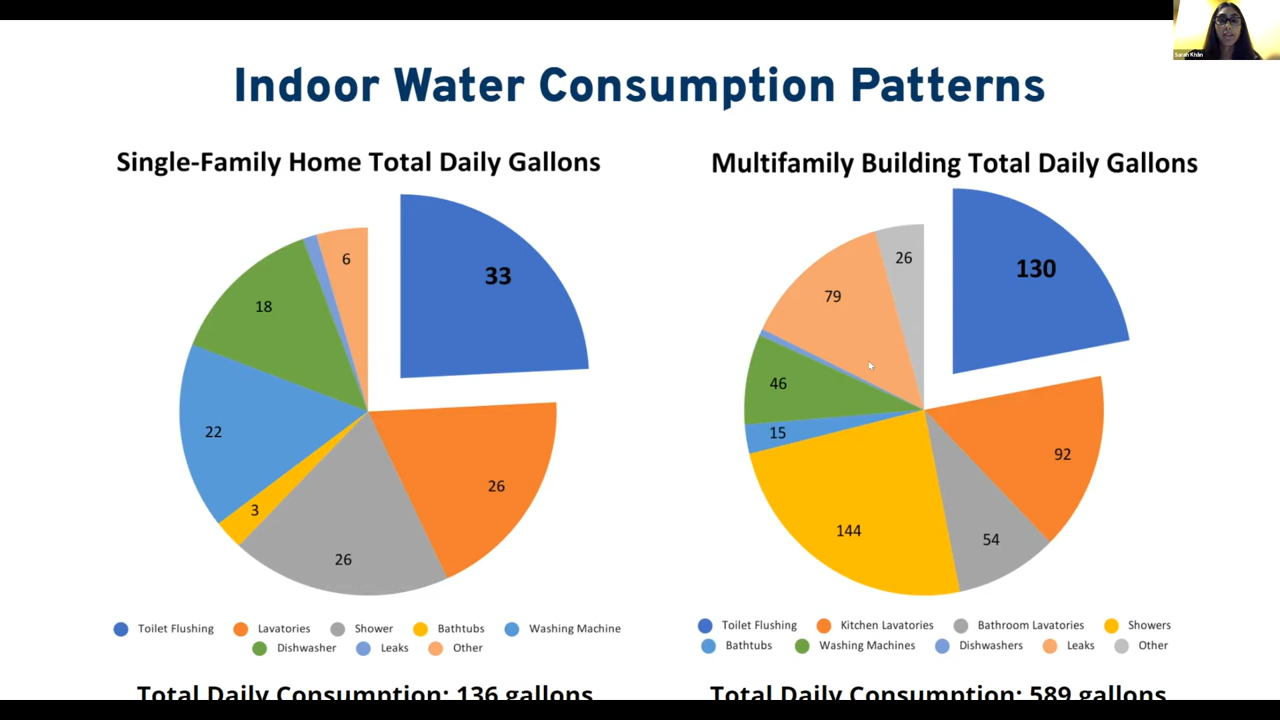 Sarah Khan
Indoor Water Consumption Patterns
Single-Family Home Total Daily Gallons
33
6
18
22
3
26
26
Toilet Flushing Lavatories Shower Bathtubs Washing Machine
Dishwasher Leaks Other
Total Daily Consumption: 136 gallons
Multifamily Building Total Daily Gallons
130
26
79
46
15
92
144
54
Toilet Flushing Kitchen Lavatories Bathroom Lavatories Showers
Bathtubs Washing Machines Dishwashers Leaks Other
Total Daily Consumption: 589 gallons